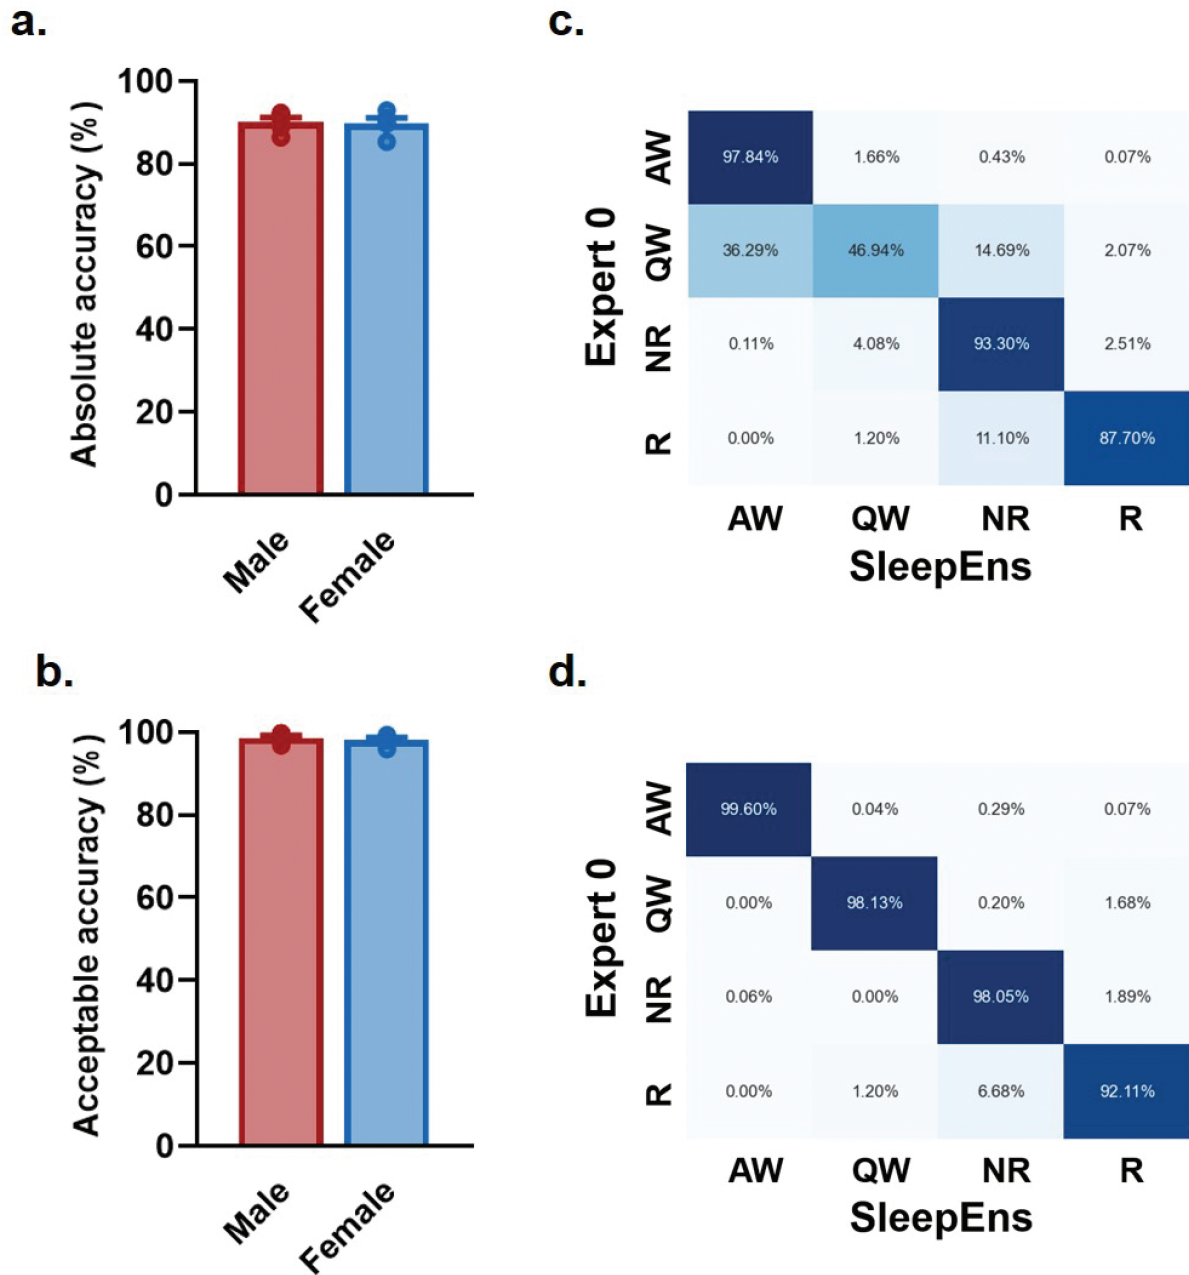 a.
Absolute accuracy (%)
100
80
60
40
20
0
Male
Female
c.
Expert 0
AW
97.84%
1.66%
0.43%
0.07%
QW
36.29%
46.94%
14.69%
2.07%
NR
0.11%
4.08%
93.30%
2.51%
R
0.00%
1.20%
11.10%
87.70%
AW
QW
NR
R
SleepEns
b.
Acceptable accuracy (%)
100
80
60
40
20
0
Male
Female
d.
Expert 0
AW
99.60%
0.04%
0.29%
0.07%
QW
0.00%
98.13%
0.20%
1.68%
NR
0.06%
0.00%
98.05%
1.89%
R
0.00%
1.20%
6.68%
92.11%
AW
QW
NR
R
SleepEns